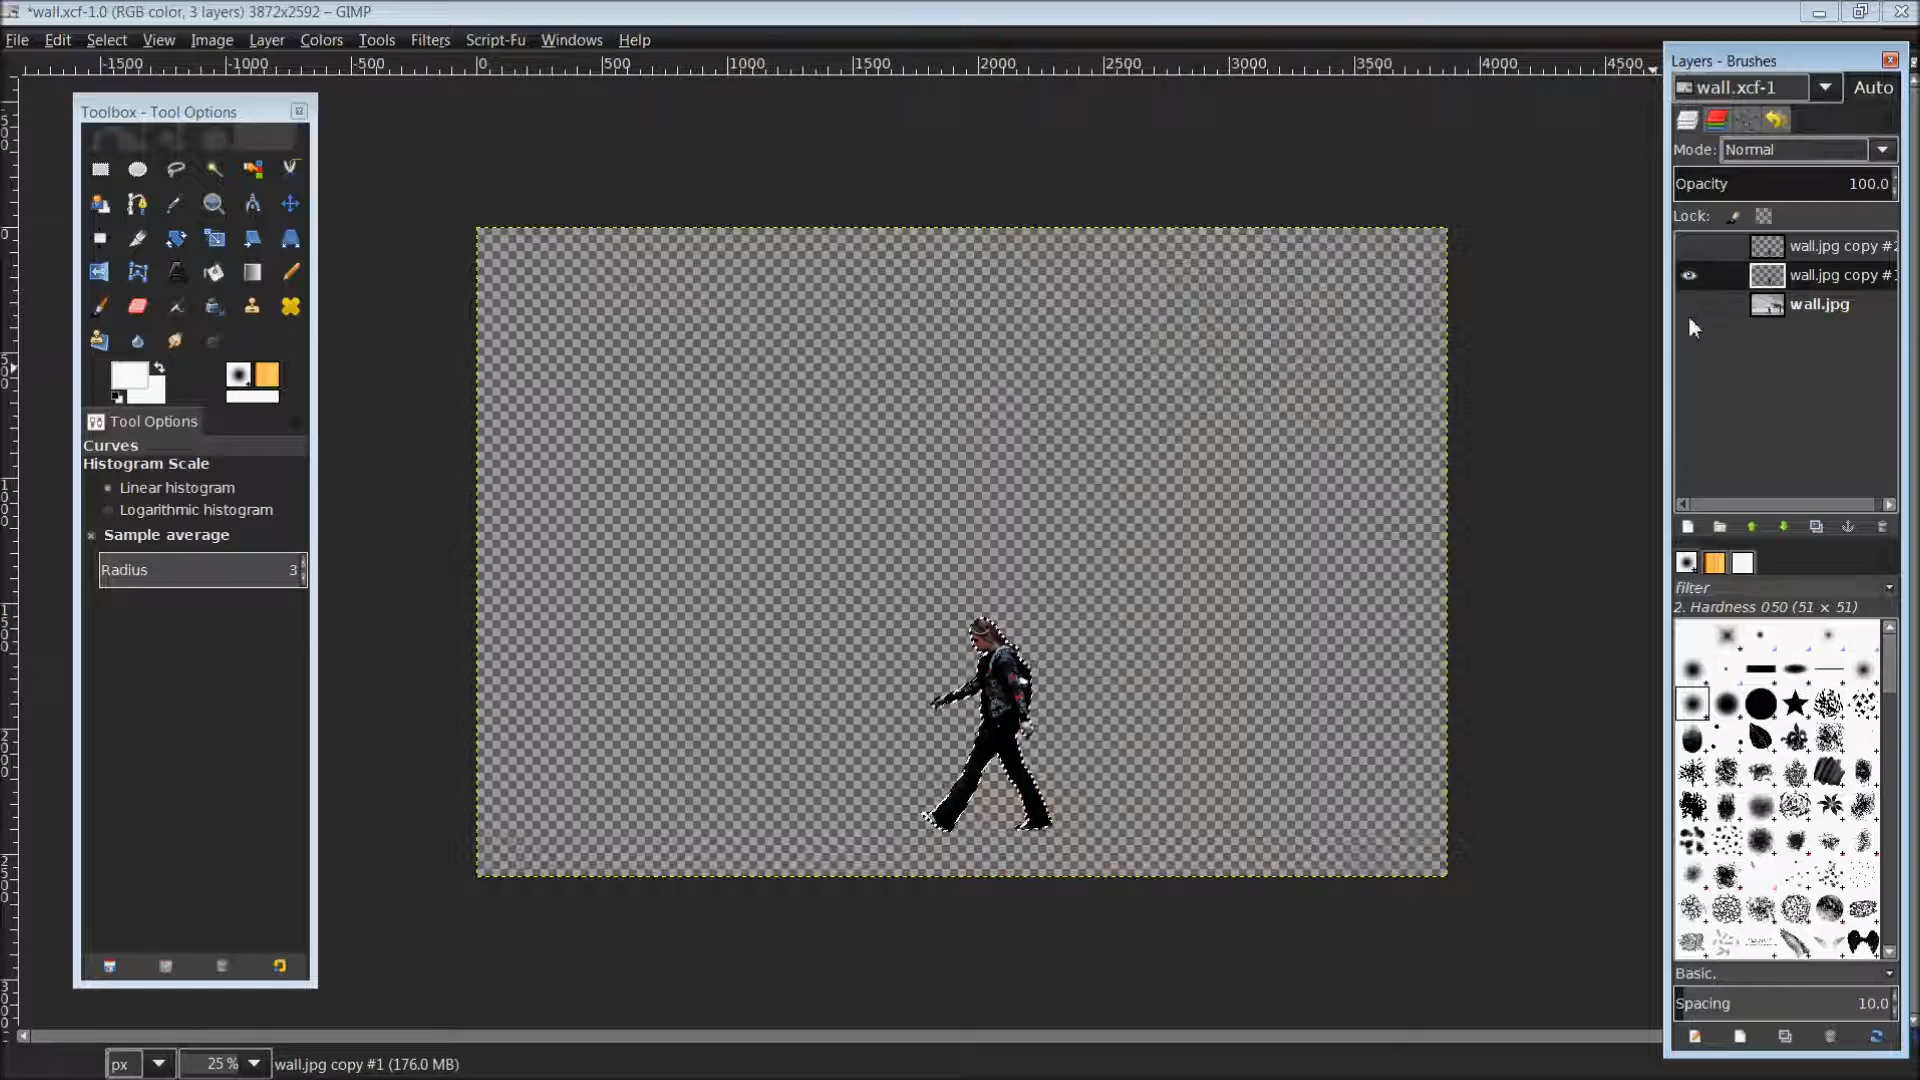 *wall.xcf-1.0 (RGB color, 3 layers) 3872x2592 – GIMP
File Edit Select View Image Layer Colors Tools Filters Script-Fu Windows Help
-1500 -1000 -500 0 500 1000 1500 2000 2500 3000 3500 4000 4500
Toolbox - Tool Options
Tool Options
Curves
Histogram Scale
Linear histogram
Logarithmic histogram
Sample average
Radius 3
Layers - Brushes
wall.xcf-1 Auto
Mode: Normal
Opacity 100.0
Lock:
wall.jpg copy #2
wall.jpg copy #1
wall.jpg
filter
2. Hardness 050 (51 × 51)
Basic.
Spacing 10.0
px 25 % wall.jpg copy #1 (176.0 MB)